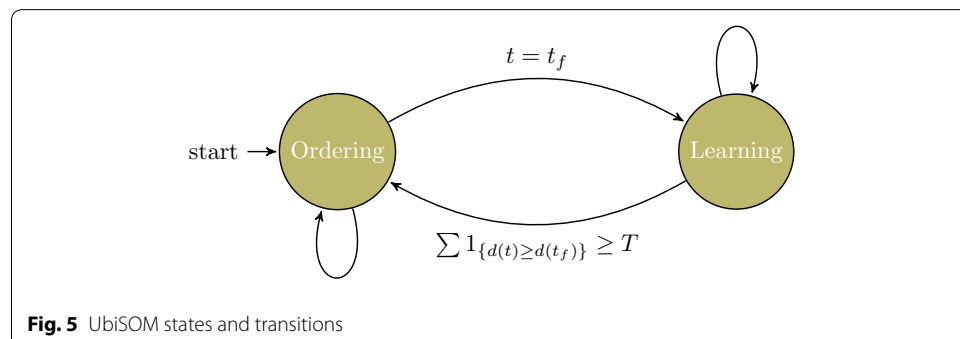 t = t_f
start
Ordering
Learning
∑ 1_{{d(t)≥d(t_f)}} ≥ T
Fig. 5 UbiSOM states and transitions